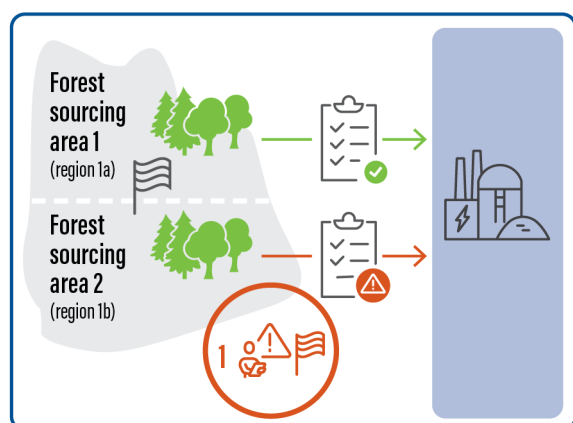 Forest
sourcing
area 1
(region 1a)
Forest
sourcing
area 2
(region 1b)
1